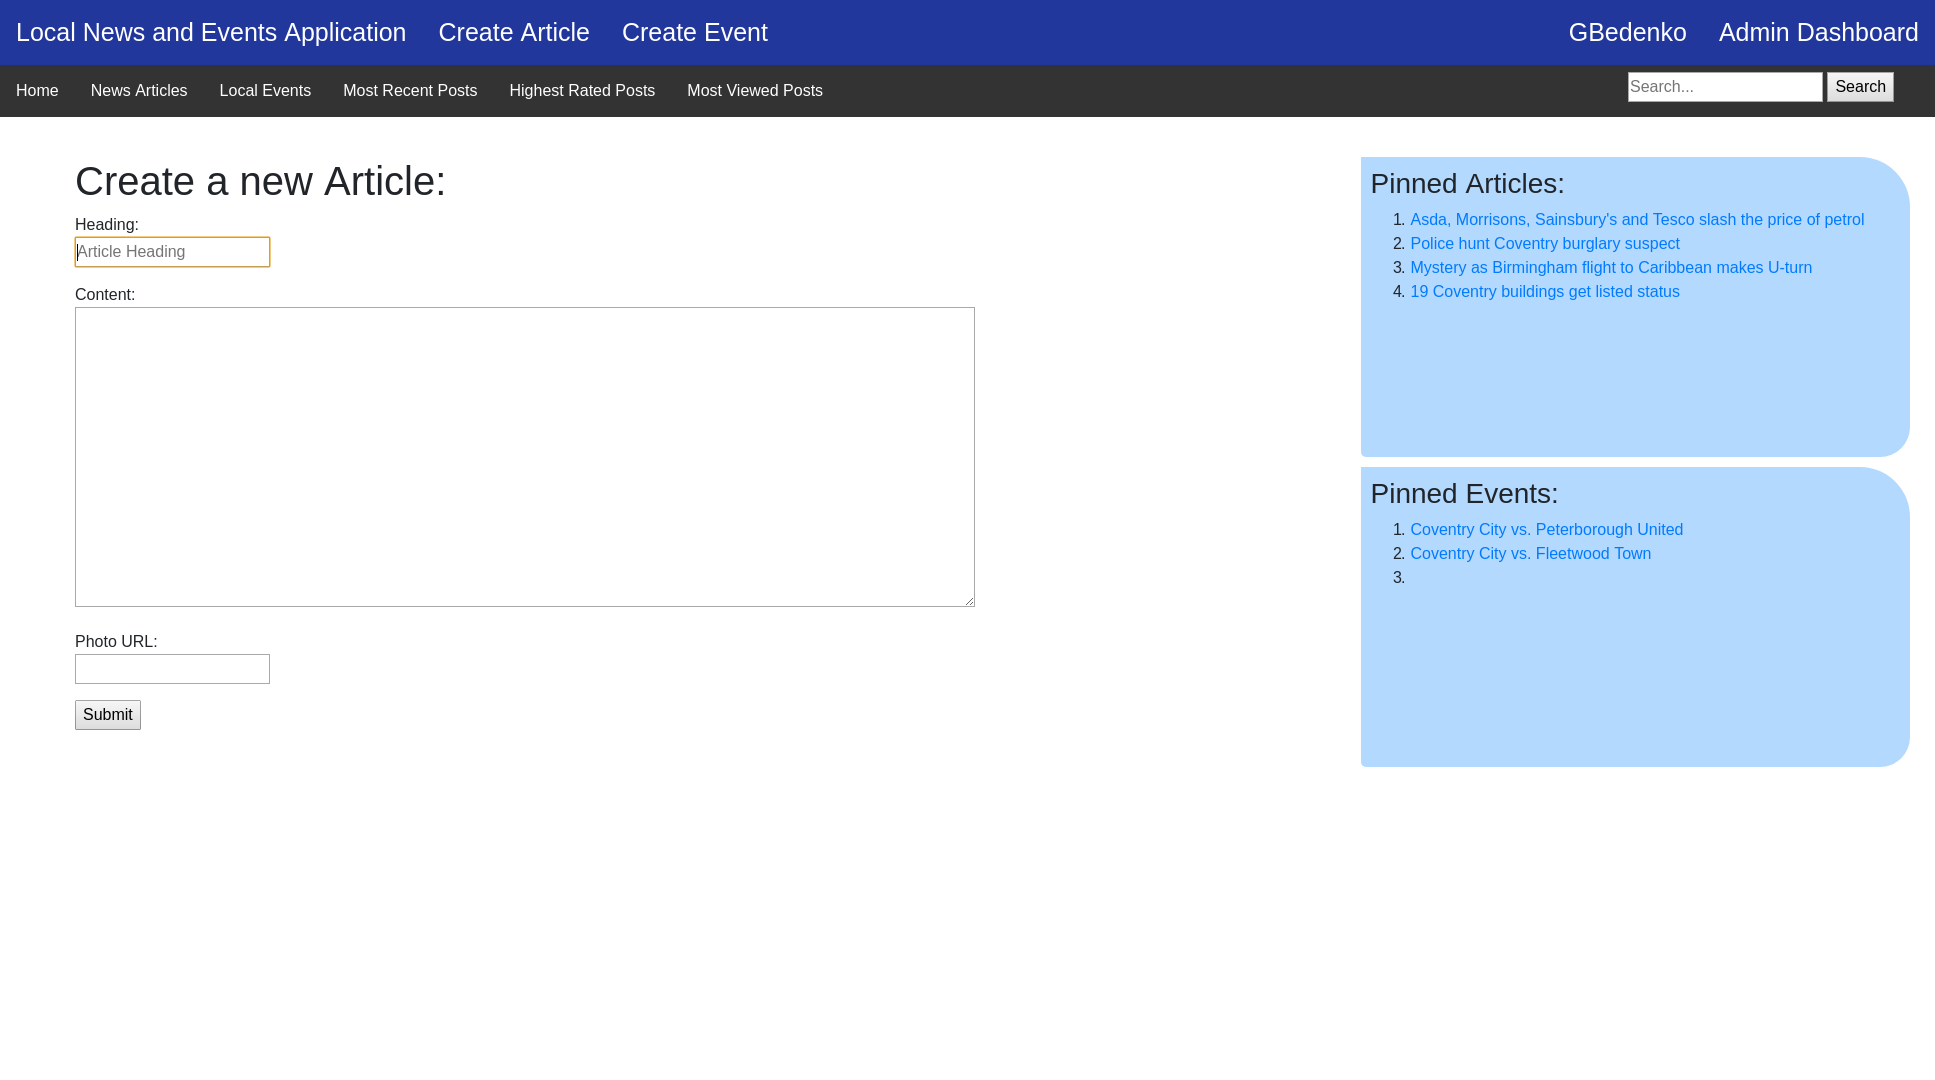 Local News and Events Application Create Article Create Event GBedenko Admin Dashboard
Home News Articles Local Events Most Recent Posts Highest Rated Posts Most Viewed Posts Search... Search
Create a new Article:
Heading:
Article Heading
Content:
Photo URL:
Submit
Pinned Articles:
1. Asda, Morrisons, Sainsbury's and Tesco slash the price of petrol
2. Police hunt Coventry burglary suspect
3. Mystery as Birmingham flight to Caribbean makes U-turn
4. 19 Coventry buildings get listed status
Pinned Events:
1. Coventry City vs. Peterborough United
2. Coventry City vs. Fleetwood Town
3.